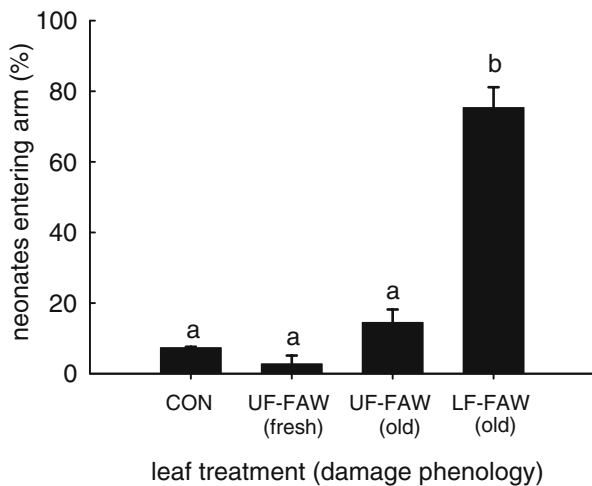 neonates entering arm (%)
100
80
60
40
20
0
a
a
a
b
CON
UF-FAW
(fresh)
UF-FAW
(old)
LF-FAW
(old)
leaf treatment (damage phenology)